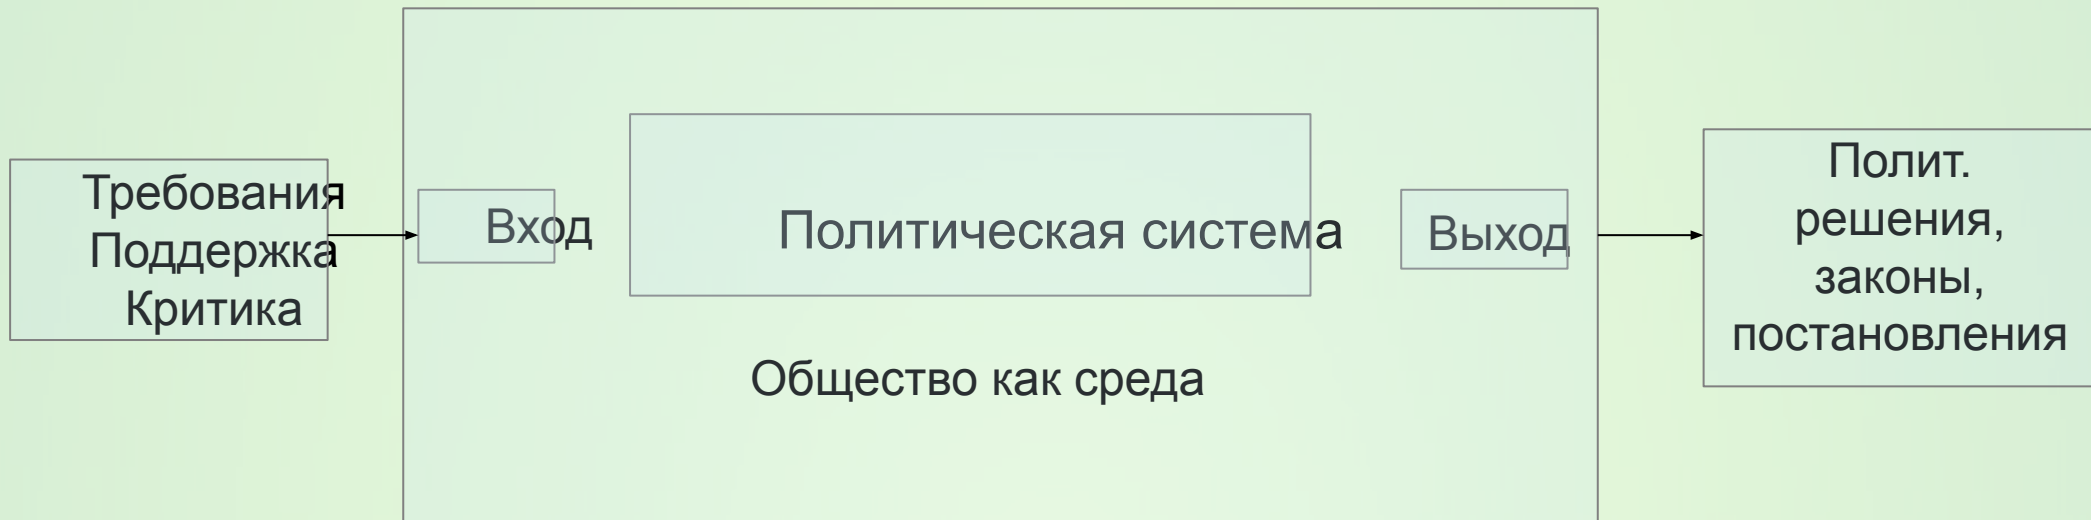 Требования
Поддержка
Критика
Вход
Политическая система
Выход
Общество как среда
Полит.
решения,
законы,
постановления